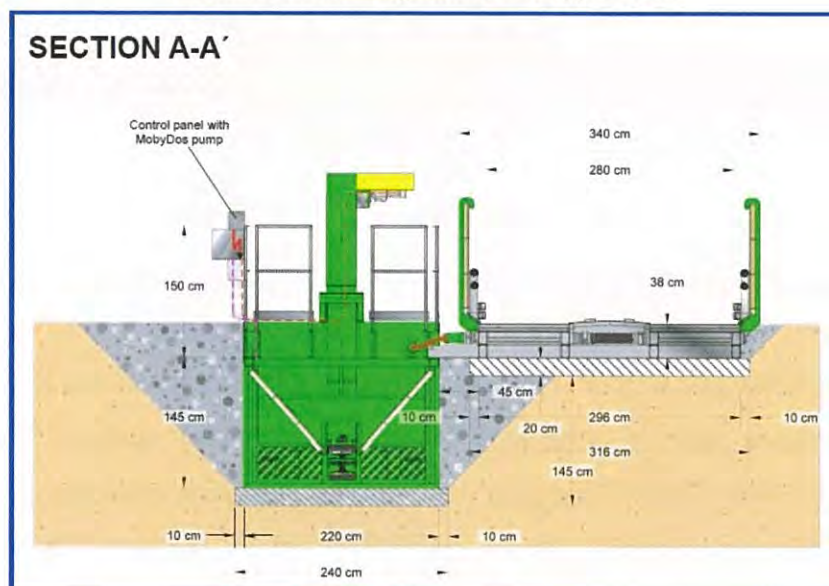 SECTION A-A´
Control panel with
MobyDos pump
340 cm
280 cm
150 cm
38 cm
145 cm
45 cm
10 cm
296 cm
10 cm
20 cm
316 cm
145 cm
10 cm
220 cm
10 cm
240 cm